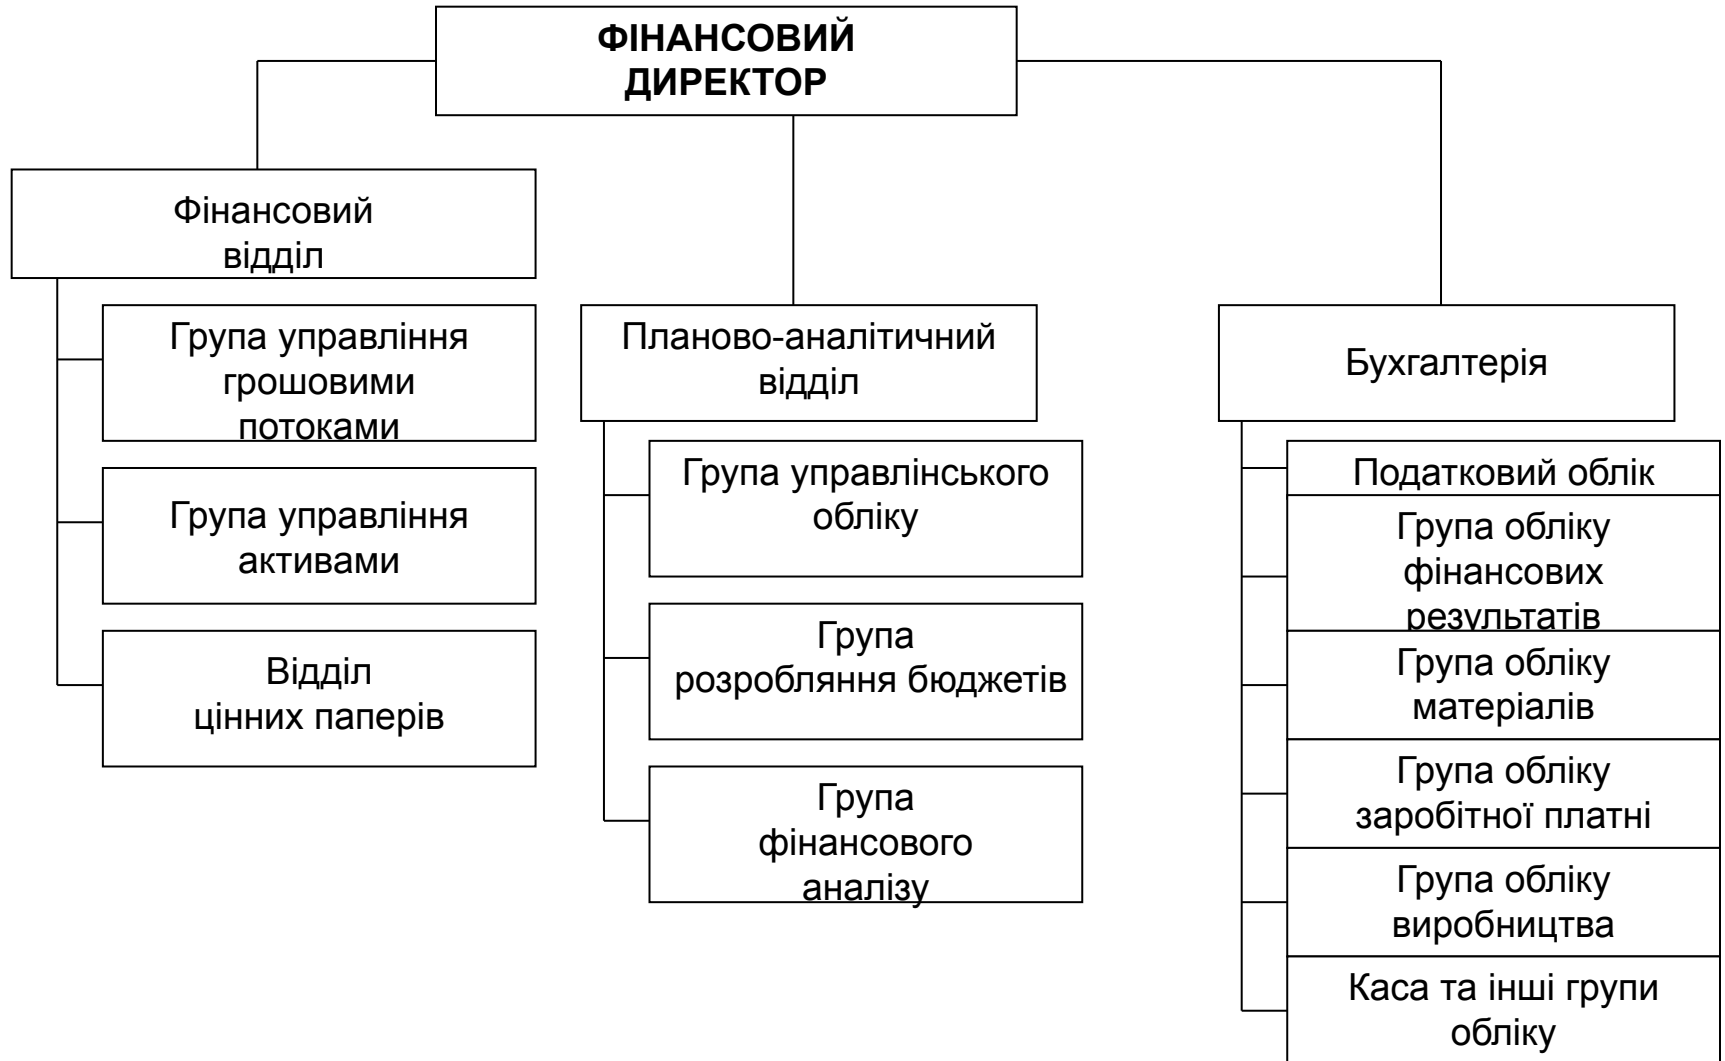 ФІНАНСОВИЙ
ДИРЕКТОР
Фінансовий
відділ
Група управління
грошовими
потоками
Група управління
активами
Відділ
цінних паперів
Планово-аналітичний
відділ
Група управлінського
обліку
Група
розробляння бюджетів
Група
фінансового
аналізу
Бухгалтерія
Податковий облік
Група обліку
фінансових
результатів
Група обліку
матеріалів
Група обліку
заробітної платні
Група обліку
виробництва
Каса та інші групи
обліку